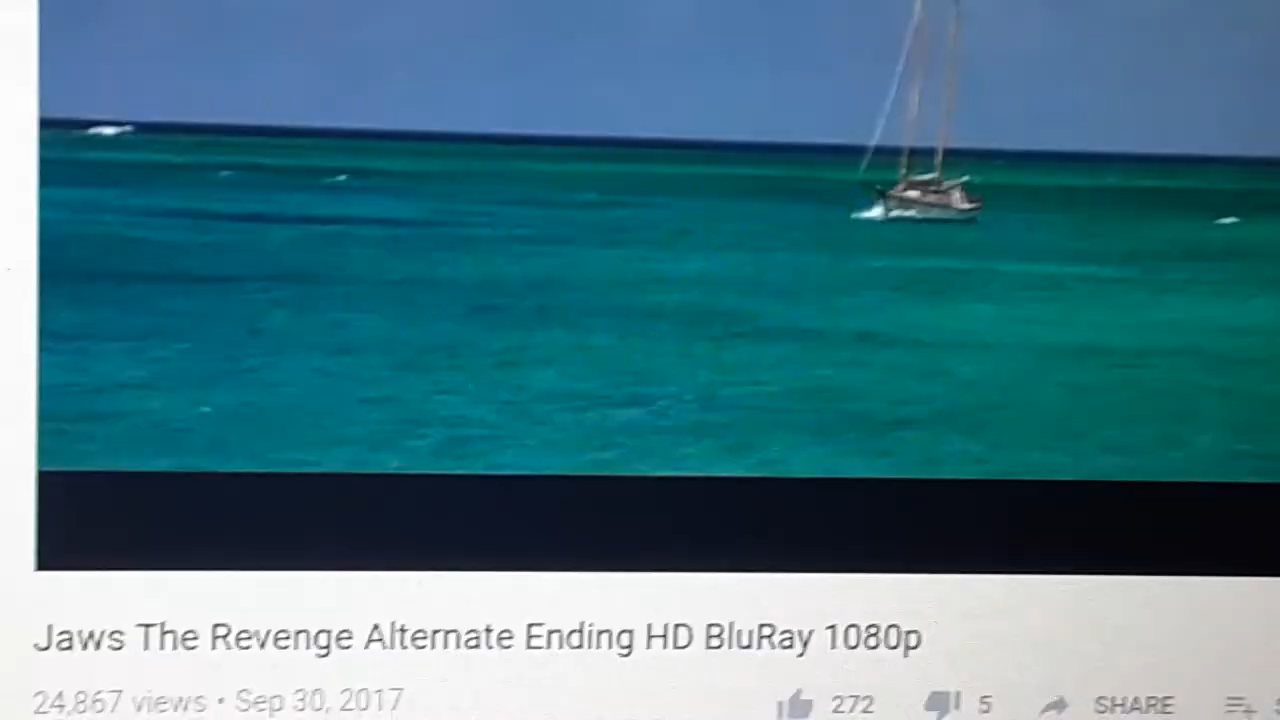 Jaws The Revenge Alternate Ending HD BluRay 1080p
24,867 views • Sep 30, 2017 272 5 SHARE